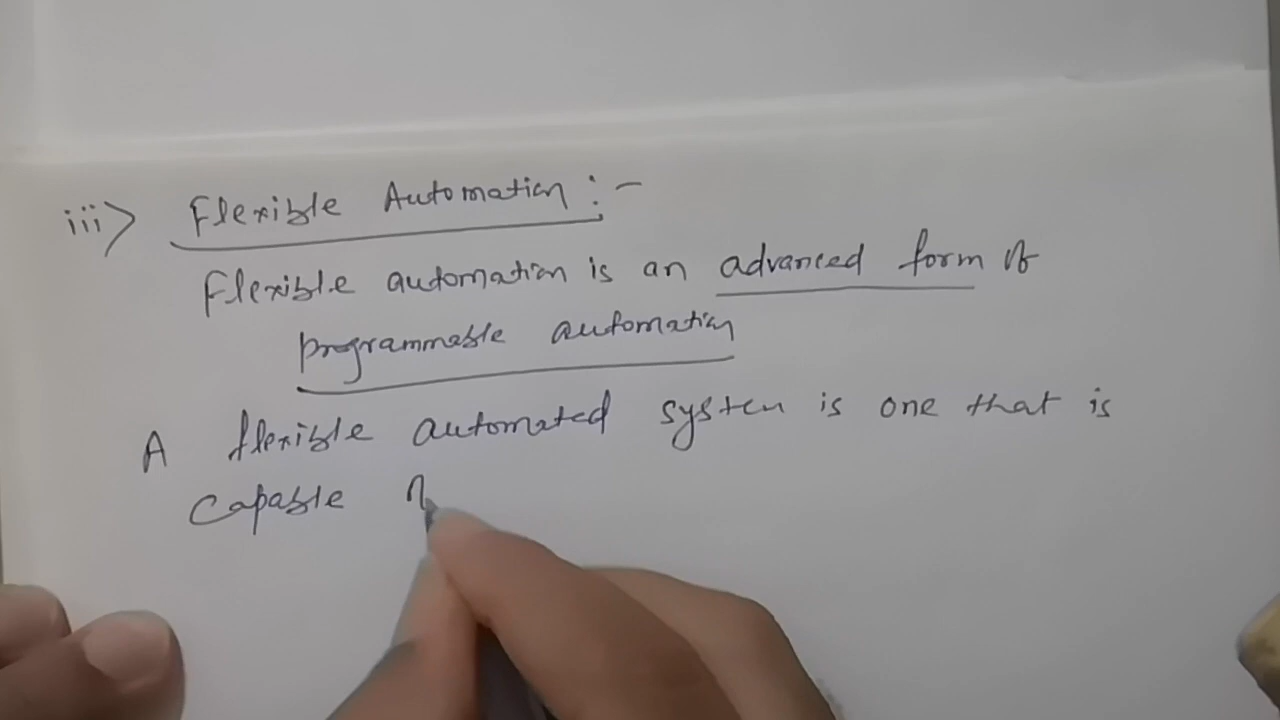 iii> Flexible Automation :-
Flexible automation is an advanced form of
programmable automation
A flexible automated system is one that is
capable